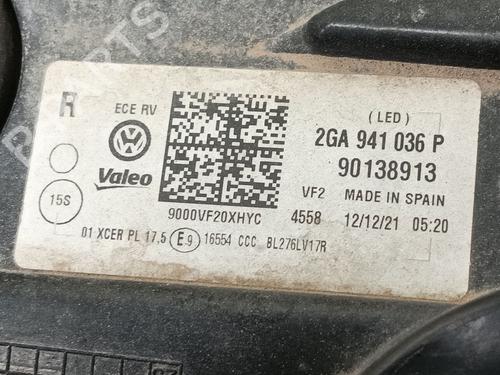 R
ECE RV
(LED)
2GA 941 036 P
90138913
Valeo
VF2 MADE IN SPAIN
15S
9000VF20XHYC
4558 12/12/21 05:20
01 XCER PL 17,5 E9 16554 CCC BL276LV17R